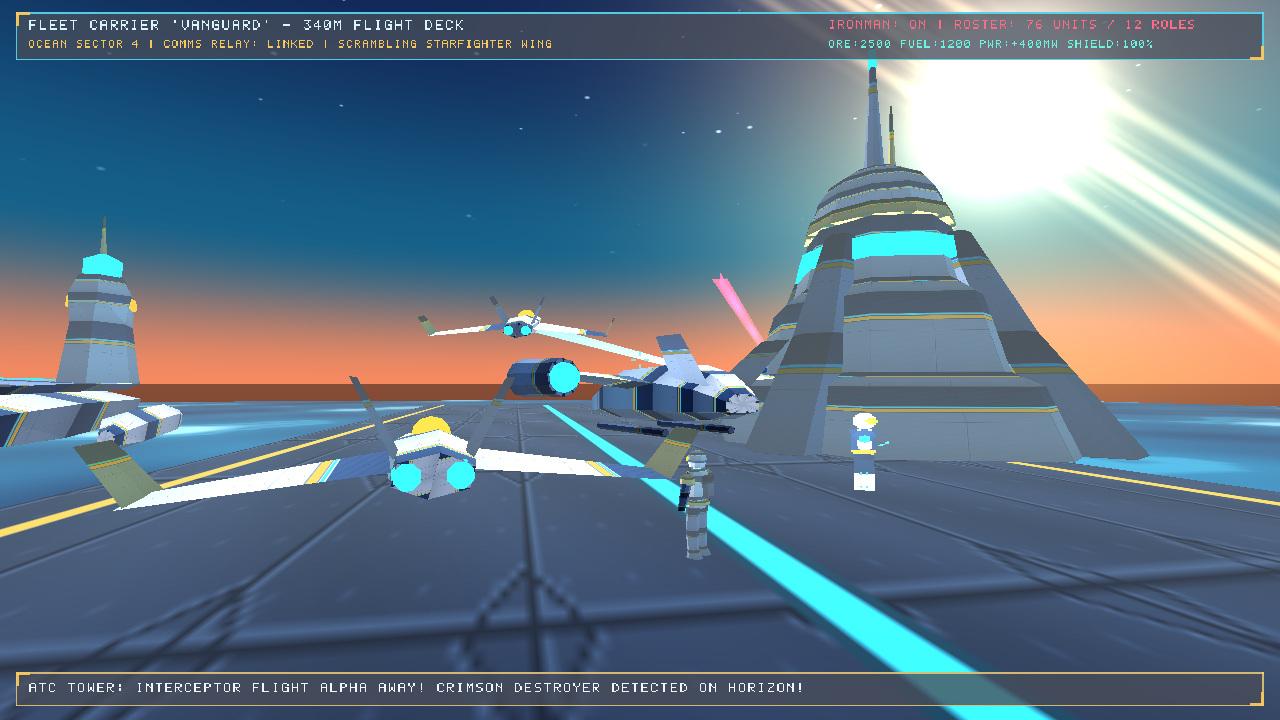 FLEET CARRIER 'VANGUARD' - 340M FLIGHT DECK
OCEAN SECTOR 4 | COMMS RELAY: LINKED | SCRAMBLING STARFIGHTER WING
IRONMAN: ON | ROSTER: 76 UNITS / 12 ROLES
ORE:2500 FUEL:1200 PWR:+400MW SHIELD:100%
ATC TOWER: INTERCEPTOR FLIGHT ALPHA AWAY! CRIMSON DESTROYER DETECTED ON HORIZON!